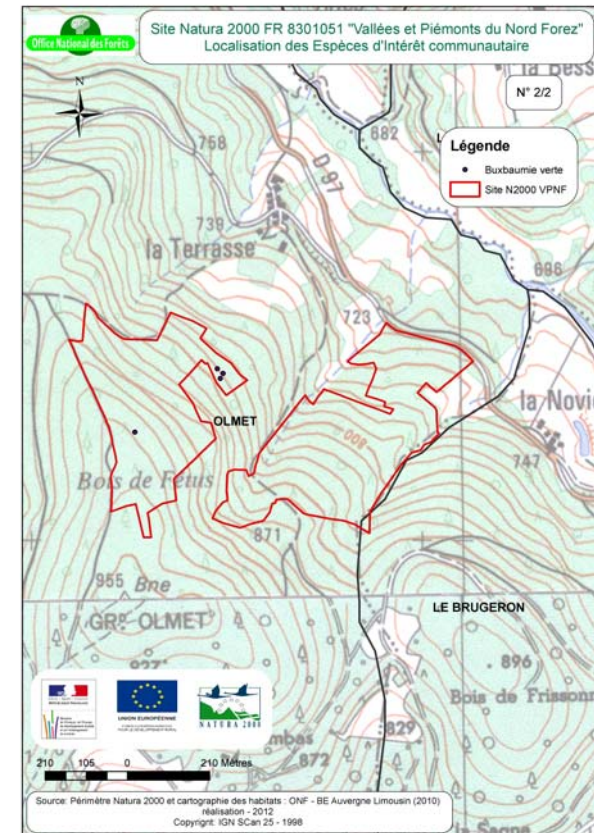 Office National des Forêts
Site Natura 2000 FR 8301051 "Vallées et Piémonts du Nord Forez"
Localisation des Espèces d'Intérêt communautaire
N° 2/2
la Bess
N
Légende
Buxbaumie verte
Site N2000 VPNF
758
682
D 97
739
la Terrasse
686
723
la Novie
OLMET
800
747
Bois de Fétus
871
955 Bne
LE BRUGERON
GRD OLMET
896
Bois de Frissonn
829
872
UNION EUROPÉENNE
NATURA 2000
210 105 0 210 Mètres
Source: Périmètre Natura 2000 et cartographie des habitats : ONF - BE Auvergne Limousin (2010)
réalisation - 2012
Copyright: IGN SCan 25 - 1998